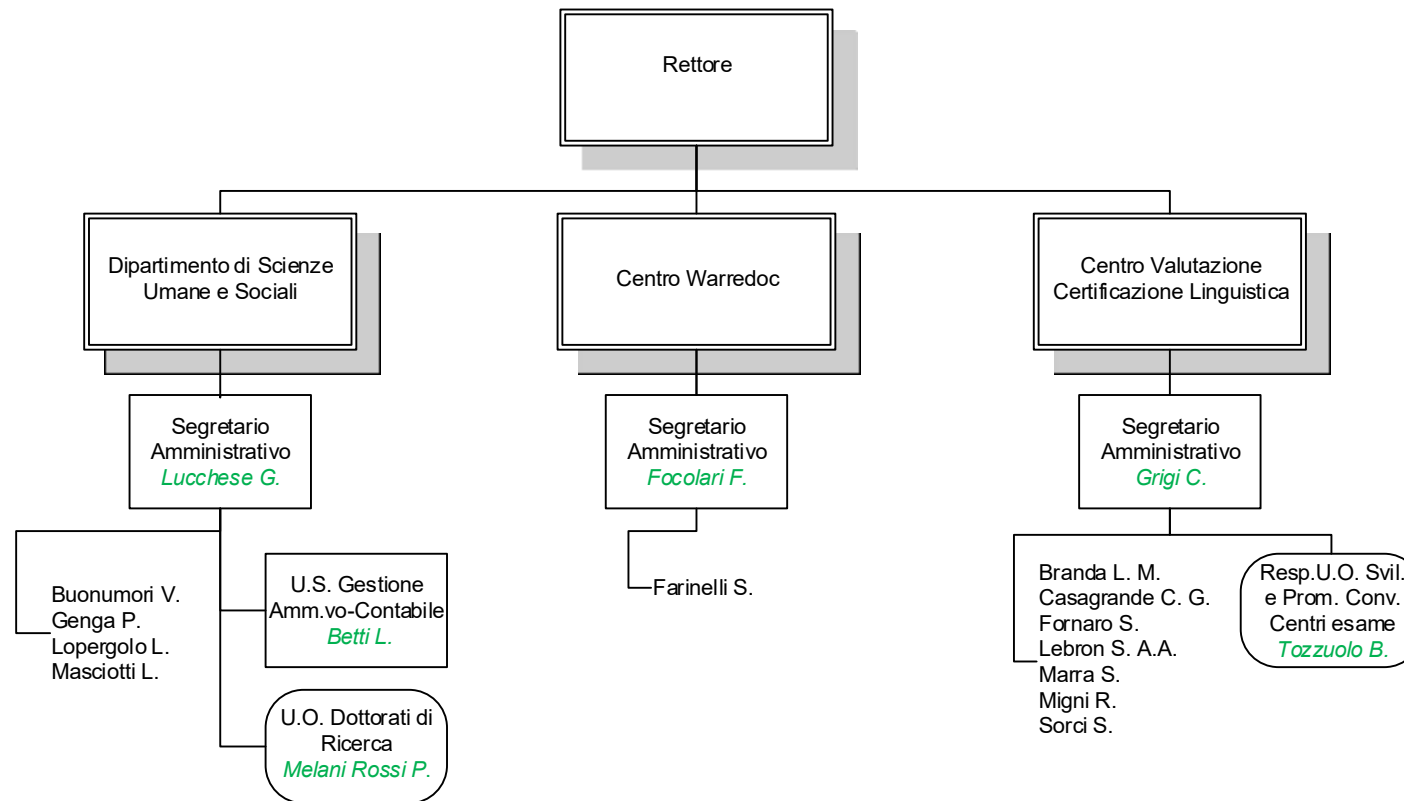 Rettore
Dipartimento di Scienze
Umane e Sociali
Centro Warredoc
Centro Valutazione
Certificazione Linguistica
Segretario
Amministrativo
Lucchese G.
Segretario
Amministrativo
Focolari F.
Segretario
Amministrativo
Grigi C.
Buonumori V.
Genga P.
Lopergolo L.
Masciotti L.
U.S. Gestione
Amm.vo-Contabile
Betti L.
U.O. Dottorati di
Ricerca
Melani Rossi P.
Farinelli S.
Branda L. M.
Casagrande C. G.
Fornaro S.
Lebron S. A.A.
Marra S.
Migni R.
Sorci S.
Resp.U.O. Svil.
e Prom. Conv.
Centri esame
Tozzuolo B.